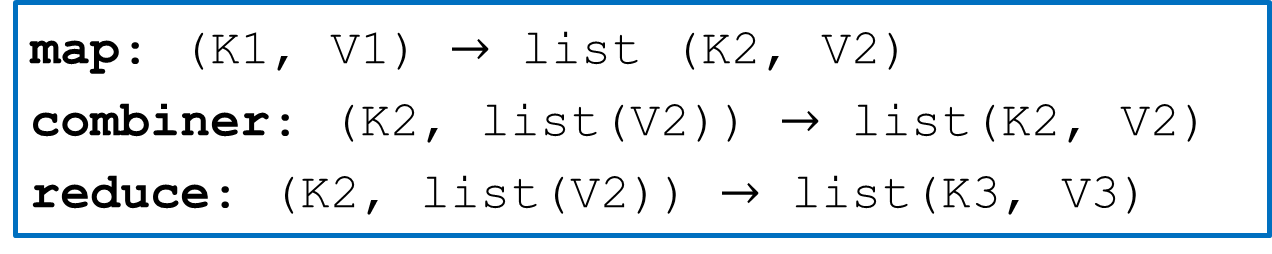 map: (K1, V1) → list (K2, V2)
combiner: (K2, list(V2)) → list(K2, V2)
reduce: (K2, list(V2)) → list(K3, V3)